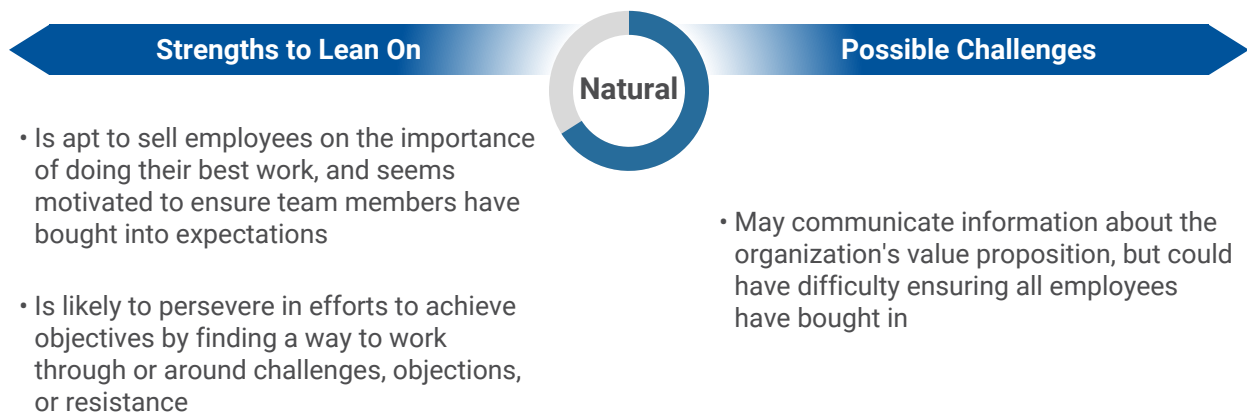 Strengths to Lean On
Natural
Possible Challenges
• Is apt to sell employees on the importance
of doing their best work, and seems
motivated to ensure team members have
bought into expectations
• Is likely to persevere in efforts to achieve
objectives by finding a way to work
through or around challenges, objections,
or resistance
• May communicate information about the
organization's value proposition, but could
have difficulty ensuring all employees
have bought in